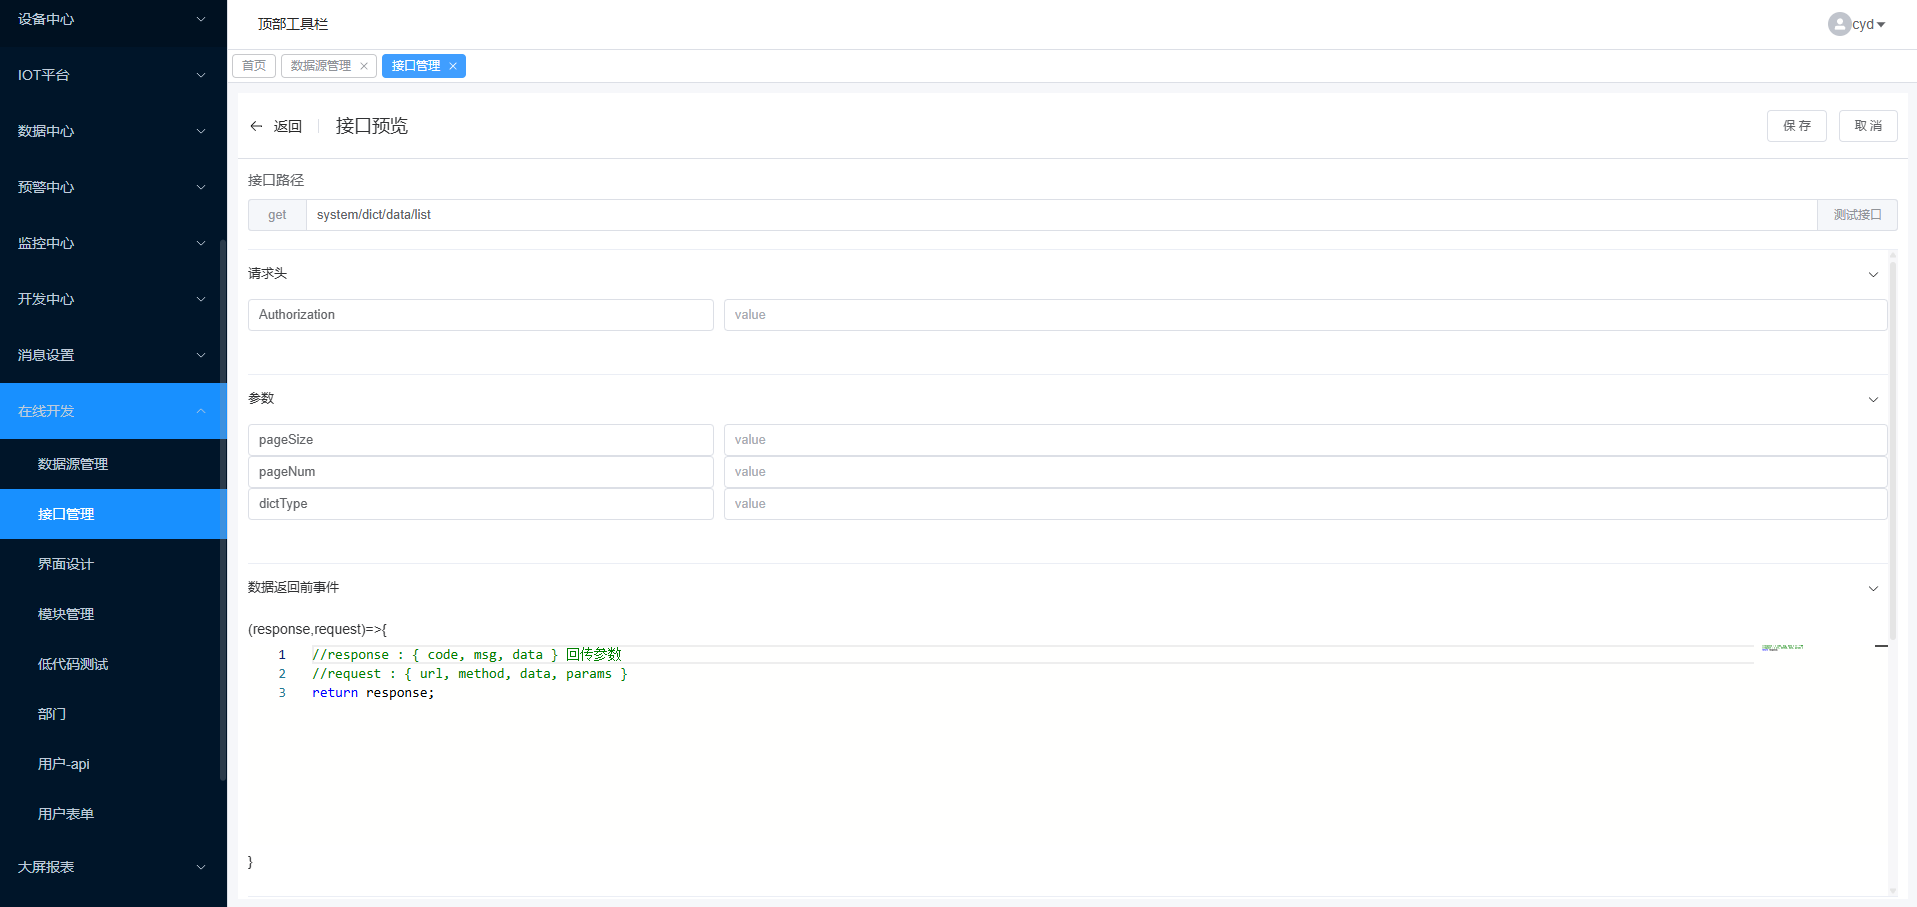 设备中心
IOT平台
数据中心
预警中心
监控中心
开发中心
消息设置
在线开发
数据源管理
接口管理
界面设计
模块管理
低代码测试
部门
用户-api
用户表单
大屏报表
顶部工具栏
cyd
首页 数据源管理 接口管理
返回 接口预览 保存 取消
接口路径
get system/dict/data/list 测试接口
请求头
Authorization value
参数
pageSize value
pageNum value
dictType value
数据返回前事件
(response,request)=>{
1 //response : { code, msg, data } 回传参数
2 //request : { url, method, data, params }
3 return response;
}